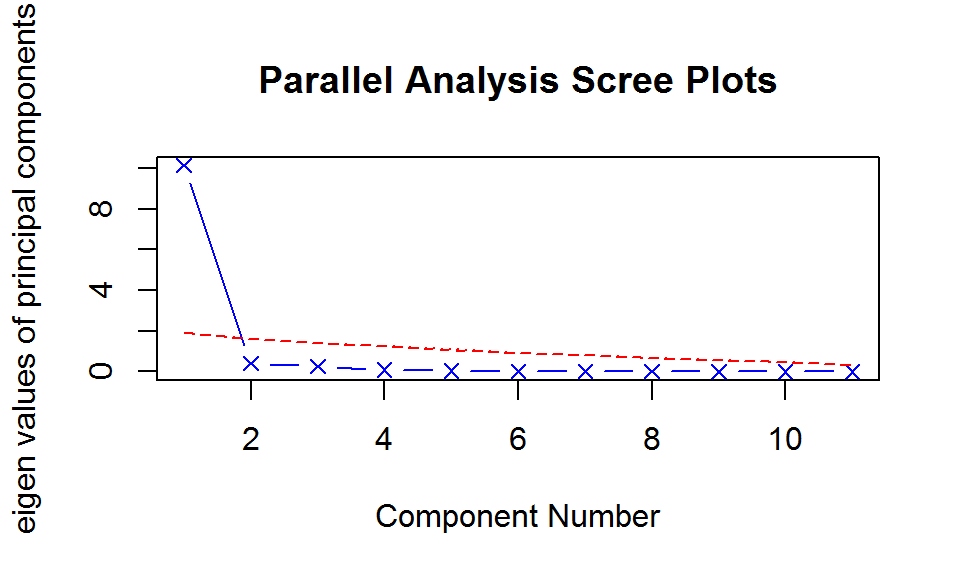 Parallel Analysis Scree Plots
eigen values of principal components
8
4
0
2 4 6 8 10
Component Number